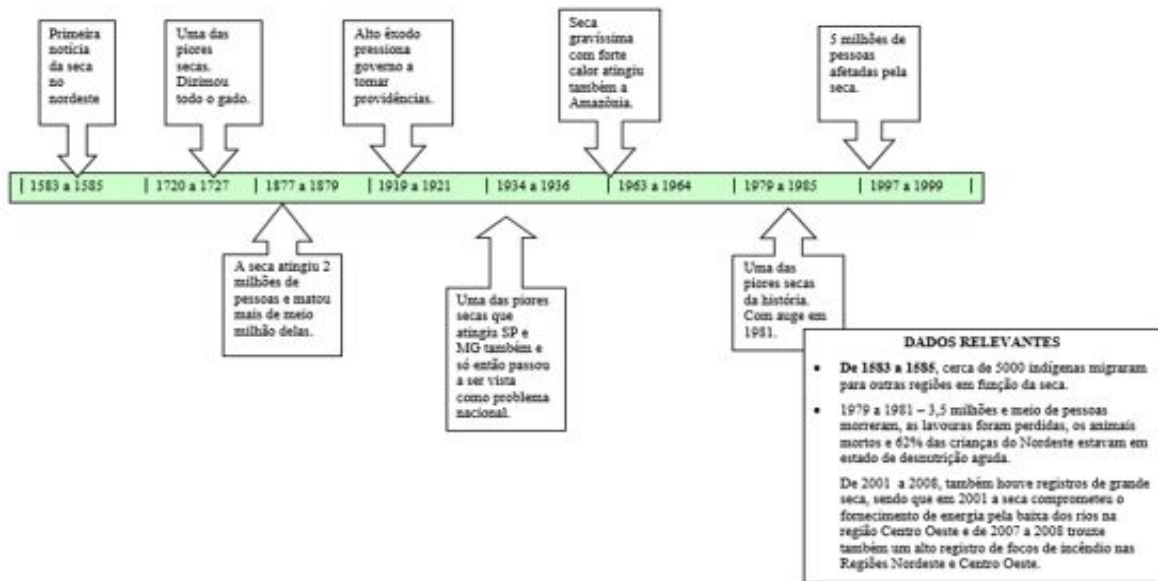 Primeira
notícia
da seca
no
nordeste
Uma das
piores
secas.
Dizimou
todo o gado.
Alto êxodo
pressiona
governo a
tomar
providências.
Seca
gravíssima
com forte
calor atingiu
também a
Amazônia.
5 milhões de
pessoas
afetadas pela
seca.
| 1583 a 1585 | 1720 a 1727 | 1877 a 1879 | 1919 a 1921 | 1934 a 1936 | 1963 a 1964 | 1979 a 1985 | 1997 a 1999 |
A seca atingiu 2
milhões de
pessoas e matou
mais de meio
milhão delas.
Uma das piores
secas que
atingiu SP e
MG também e
só então passou
a ser vista
como problema
nacional.
Uma das
piores secas
da história.
Com auge em
1981.
DADOS RELEVANTES
• De 1583 a 1585, cerca de 5000 indígenas migraram
para outras regiões em função da seca.
• 1979 a 1981 – 3,5 milhões e meio de pessoas
morreram, as lavouras foram perdidas, os animais
mortos e 62% das crianças do Nordeste estavam em
estado de desnutrição aguda.
De 2001 a 2008, também houve registros de grande
seca, sendo que em 2001 a seca comprometeu o
fornecimento de energia pela baixa dos rios na
região Centro Oeste e de 2007 a 2008 trouxe
também um alto registro de focos de incêndio nas
Regiões Nordeste e Centro Oeste.